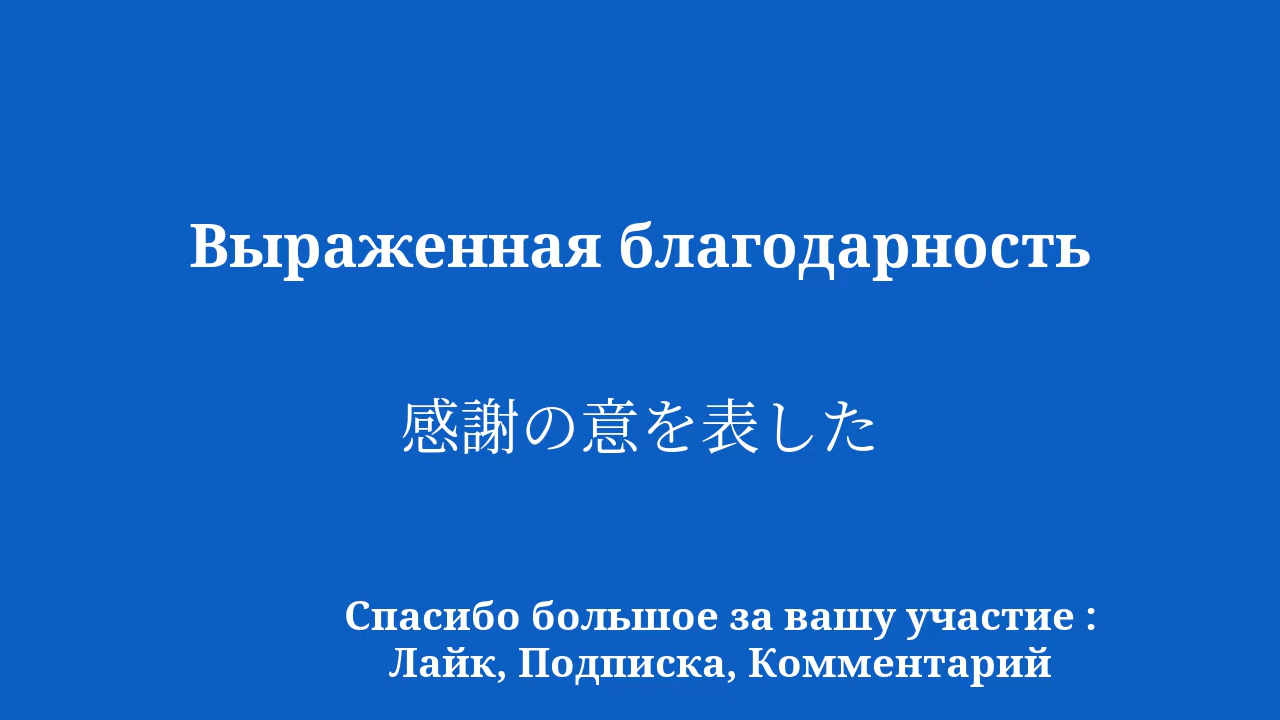 Выраженная благодарность
感謝の意を表した
Спасибо большое за вашу участие :
Лайк, Подписка, Комментарий